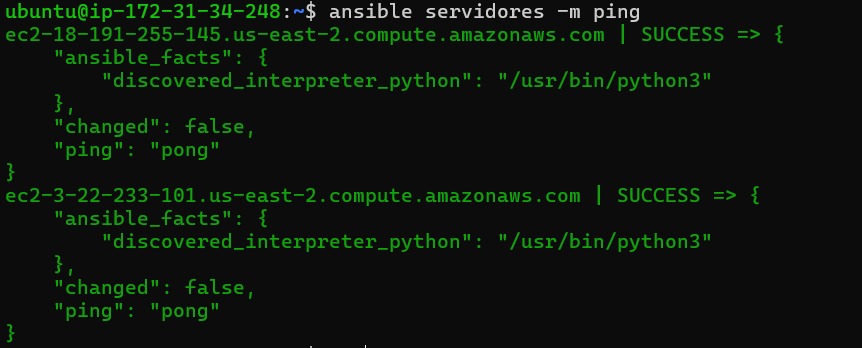 ubuntu@ip-172-31-34-248:~$ ansible servidores -m ping
ec2-18-191-255-145.us-east-2.compute.amazonaws.com | SUCCESS => {
    "ansible_facts": {
        "discovered_interpreter_python": "/usr/bin/python3"
    },
    "changed": false,
    "ping": "pong"
}
ec2-3-22-233-101.us-east-2.compute.amazonaws.com | SUCCESS => {
    "ansible_facts": {
        "discovered_interpreter_python": "/usr/bin/python3"
    },
    "changed": false,
    "ping": "pong"
}